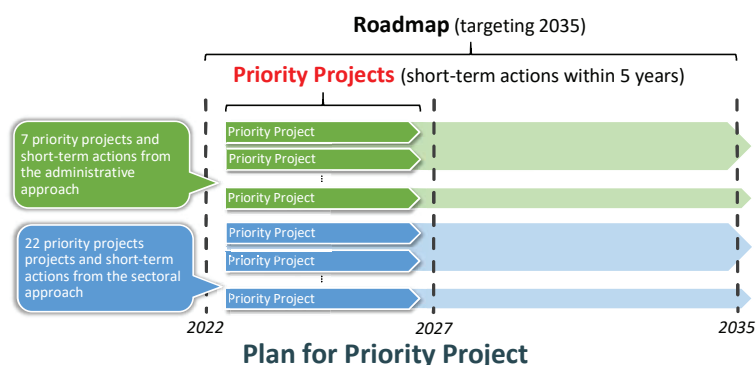 Roadmap (targeting 2035)
Priority Projects (short-term actions within 5 years)
7 priority projects and
short-term actions from
the administrative
approach
Priority Project
Priority Project
Priority Project
22 priority projects
projects and short-term
actions from the sectoral
approach
Priority Project
Priority Project
Priority Project
2022
2027
2035
Plan for Priority Project